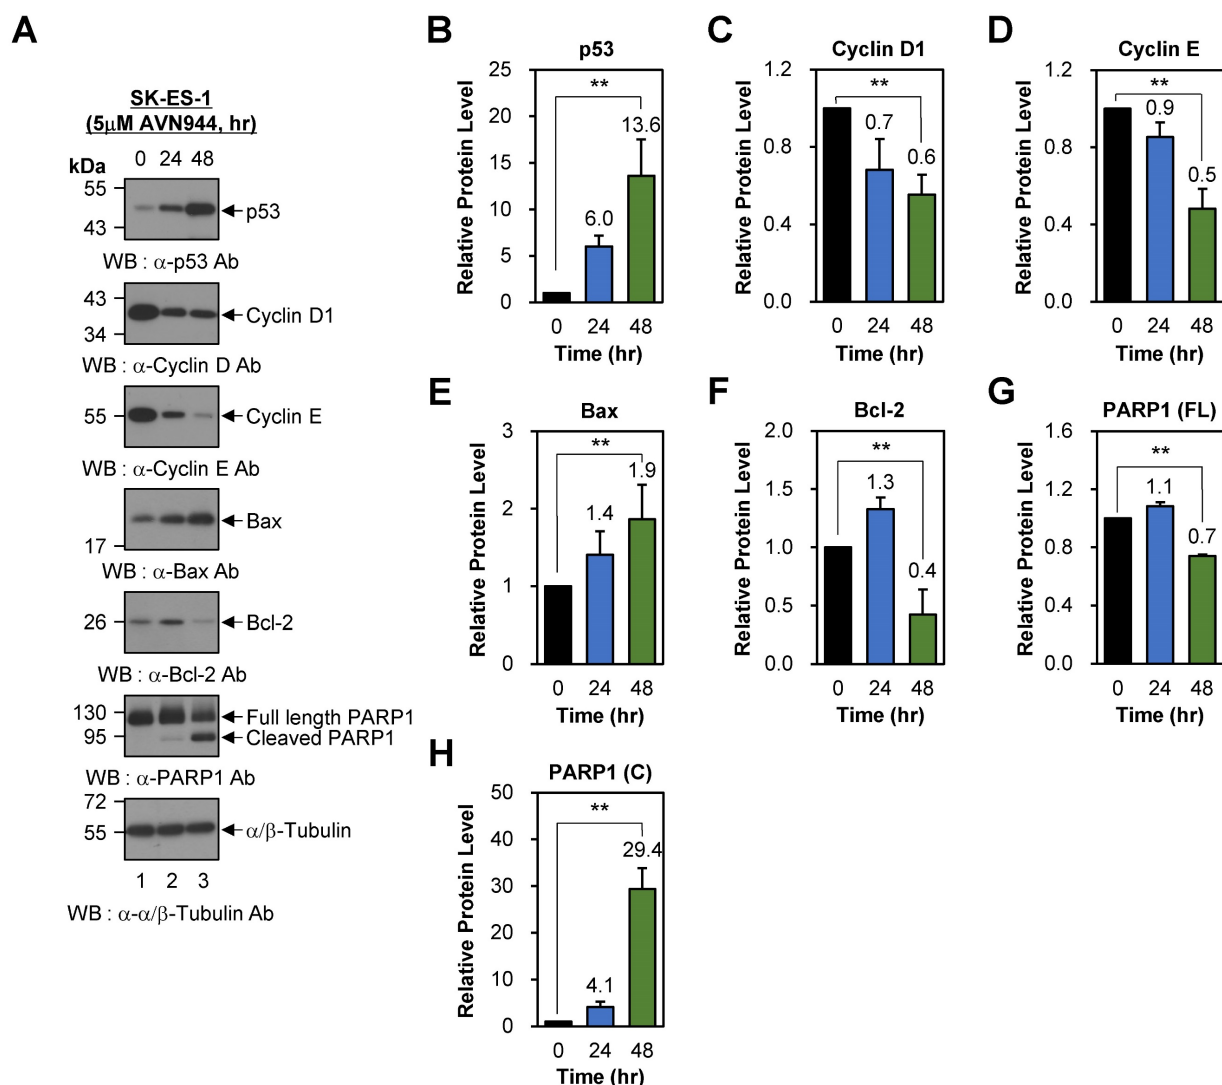 A
SK-ES-1
(5μM AVN944, hr)
kDa 0 24 48
55
43
p53
WB : α-p53 Ab
43
34
Cyclin D1
WB : α-Cyclin D Ab
55
Cyclin E
WB : α-Cyclin E Ab
17
Bax
WB : α-Bax Ab
26
Bcl-2
WB : α-Bcl-2 Ab
130
95
Full length PARP1
Cleaved PARP1
WB : α-PARP1 Ab
72
55
α/β-Tubulin
1 2 3
WB : α-α/β-Tubulin Ab
B
p53
Relative Protein Level
25
20
15
10
5
0
**
6.0
13.6
0 24 48
Time (hr)
C
Cyclin D1
Relative Protein Level
1.2
0.8
0.4
0.0
**
0.7
0.6
0 24 48
Time (hr)
D
Cyclin E
Relative Protein Level
1.2
0.8
0.4
0.0
**
0.9
0.5
0 24 48
Time (hr)
E
Bax
Relative Protein Level
3
2
1
0
**
1.4
1.9
0 24 48
Time (hr)
F
Bcl-2
Relative Protein Level
2.0
1.5
1.0
0.5
0.0
**
1.3
0.4
0 24 48
Time (hr)
G
PARP1 (FL)
Relative Protein Level
1.6
1.2
0.8
0.4
0.0
**
1.1
0.7
0 24 48
Time (hr)
H
PARP1 (C)
Relative Protein Level
50
40
30
20
10
0
**
4.1
29.4
0 24 48
Time (hr)